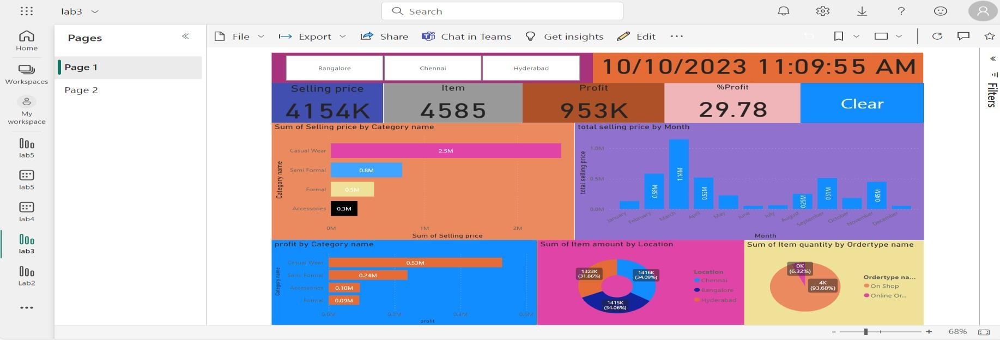 lab3
Search
Home
Workspaces
My
workspace
lab5
lab5
lab4
lab3
Lab2
Pages
Page 1
Page 2
File
Export
Share
Chat in Teams
Get insights
Edit
Bangalore
Chennai
Hyderabad
10/10/2023 11:09:55 AM
Selling price
4154K
Item
4585
Profit
953K
%Profit
29.78
Clear
Filters
Sum of Selling price by Category name
Category name
Casual Wear
2.5M
Semi Formal
0.8M
Formal
0.5M
Accessories
0.3M
0M
1M
2M
Sum of Selling price
total selling price by Month
total selling price
1.0M
0.5M
0.0M
0.58M
1.14M
0.52M
0.25M
0.51M
0.45M
January
February
March
April
May
June
July
August
September
October
November
December
Month
profit by Category name
Category name
Casual Wear
0.53M
Semi Formal
0.24M
Accessories
0.10M
Formal
0.09M
0.0M
0.2M
0.4M
0.6M
profit
Sum of Item amount by Location
1323K
(31.86%)
1416K
(34.09%)
1415K
(34.06%)
Location
Chennai
Bangalore
Hyderabad
Sum of Item quantity by Ordertype name
0K
(6.32%)
4K
(93.68%)
Ordertype na...
On Shop
Online Or...
68%